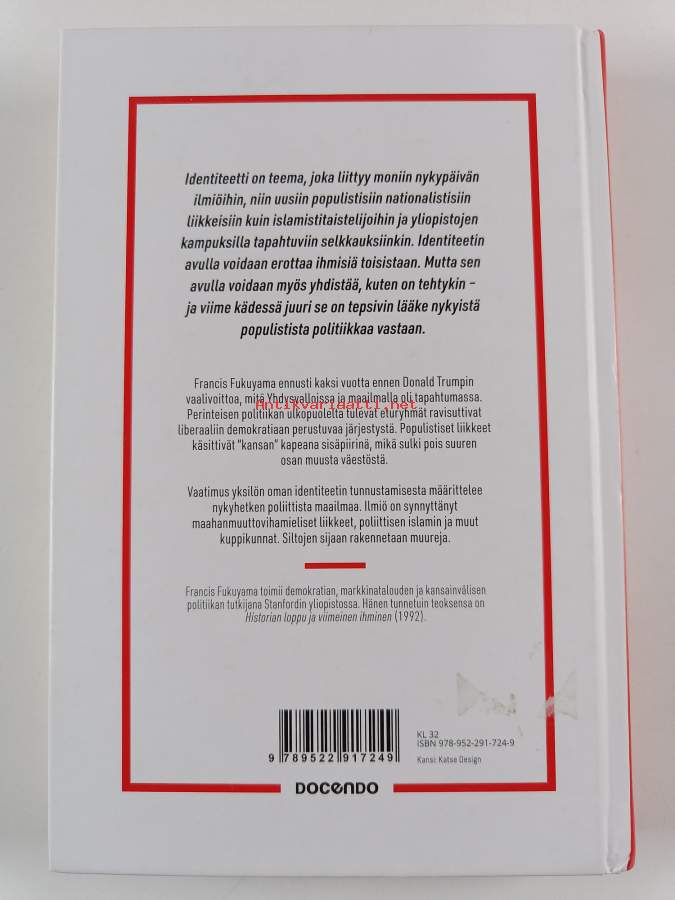 Identiteetti on teema, joka liittyy moniin nykypäivän
ilmiöihin, niin uusiin populistisiin nationalistisiin
liikkeisiin kuin islamistitaistelijoihin ja yliopistojen
kampuksilla tapahtuviin selkkauksiinkin. Identiteetin
avulla voidaan erottaa ihmisiä toisistaan. Mutta sen
avulla voidaan myös yhdistää, kuten on tehtykin –
ja viime kädessä juuri se on tepsivin lääke nykyistä
populistista politiikkaa vastaan.
Francis Fukuyama ennusti kaksi vuotta ennen Donald Trumpin
vaalivoittoa, mitä Yhdysvalloissa ja maailmalla oli tapahtumassa.
Antikvariaatti.net
Perinteisen politiikan ulkopuolelta tulevat eturyhmät ravisuttivat
liberaaliin demokratiaan perustuvaa järjestystä. Populistiset liikkeet
käsittivät "kansan" kapeana sisäpiirinä, mikä sulki pois suuren
osan muusta väestöstä.
Vaatimus yksilön oman identiteetin tunnustamisesta määrittelee
nykyhetken poliittista maailmaa. Ilmiö on synnyttänyt
maahanmuuttovihamieliset liikkeet, poliittisen islamin ja muut
kuppikunnat. Siltojen sijaan rakennetaan muureja.
Francis Fukuyama toimii demokratian, markkinatalouden ja kansainvälisen
politiikan tutkijana Stanfordin yliopistossa. Hänen tunnetuin teoksensa on
Historian loppu ja viimeinen ihminen (1992).
KL 32
ISBN 978-952-291-724-9
Kansi: Katse Design
9 789522 917249
DOCENDO